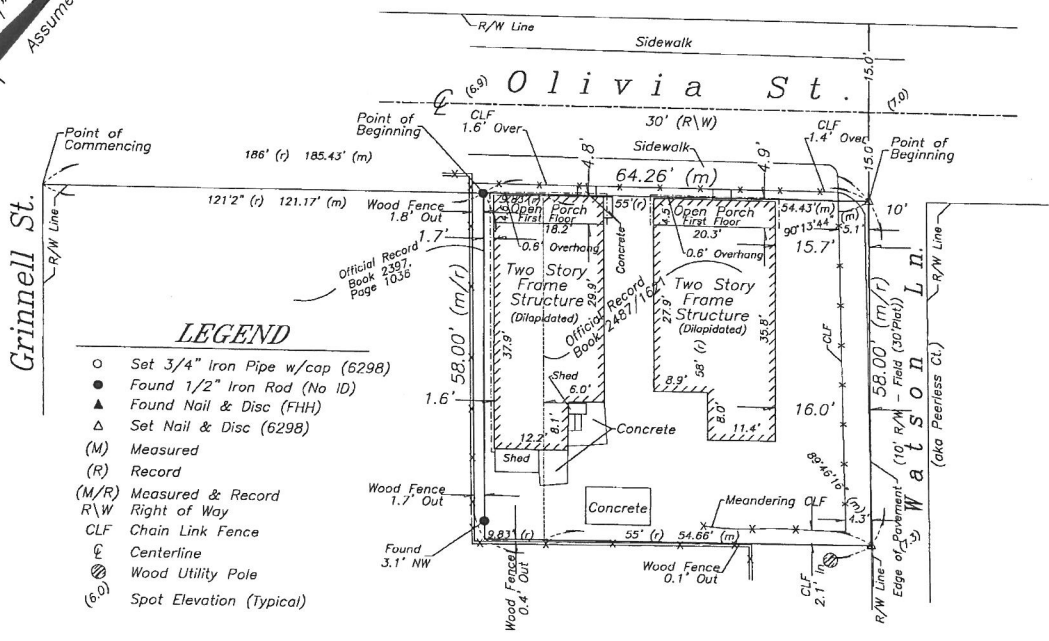 Assume
R/W Line
Sidewalk
15.0'
Olivia St.
℄ (6.9)
(7.0)
CLF
1.6' Over
30' (R\W)
CLF
1.4' Over
15.0'
Point of
Commencing
Point of
Beginning
Point of
Beginning
Sidewalk
4.8'
4.9'
186' (r) 185.43' (m)
64.26' (m)
121'2" (r) 121.17' (m)
Wood Fence
1.8' Out
9.83' (r)
55' (r)
54.43' (m)
(m)
5.1'
10'
Open Porch
First Floor
18.2'
4.5'
Open Porch
First Floor
20.3'
90°13'44"
15.7'
1.7'
0.6' Overhang
0.6' Overhang
Concrete
Grinnell St.
R/W Line
Official Record
Book 2397,
Page 1036
Two Story
Frame
Structure
(Dilapidated)
29.9'
37.9'
Official Record
Book 2487/1621
Two Story
Frame
Structure
(Dilapidated)
27.9'
35.8'
58' (r)
CLF
58.00' (m/r)
58.00' (m/r)
R/W Line
Watson Ln.
(aka Peerless Ct.)
(10' R/W - Field (30'Plat))
Edge of Pavement
Shed
6.0'
8.9'
8.0'
11.4'
16.0'
1.6'
8.1'
12.2'
Concrete
Shed
89°46'16"
(m)
4.3'
Wood Fence
1.7' Out
Concrete
Meandering CLF
Found
3.1' NW
9.83' (r)
55' (r)
54.66' (m)
Wood Fence
0.4' Out
Wood Fence
0.1' Out
CLF
2.1' In
R/W Line
LEGEND
Set 3/4" Iron Pipe w/cap (6298)
Found 1/2" Iron Rod (No ID)
Found Nail & Disc (FHH)
Set Nail & Disc (6298)
(M) Measured
(R) Record
(M/R) Measured & Record
R\W Right of Way
CLF Chain Link Fence
℄ Centerline
Wood Utility Pole
(6.0) Spot Elevation (Typical)